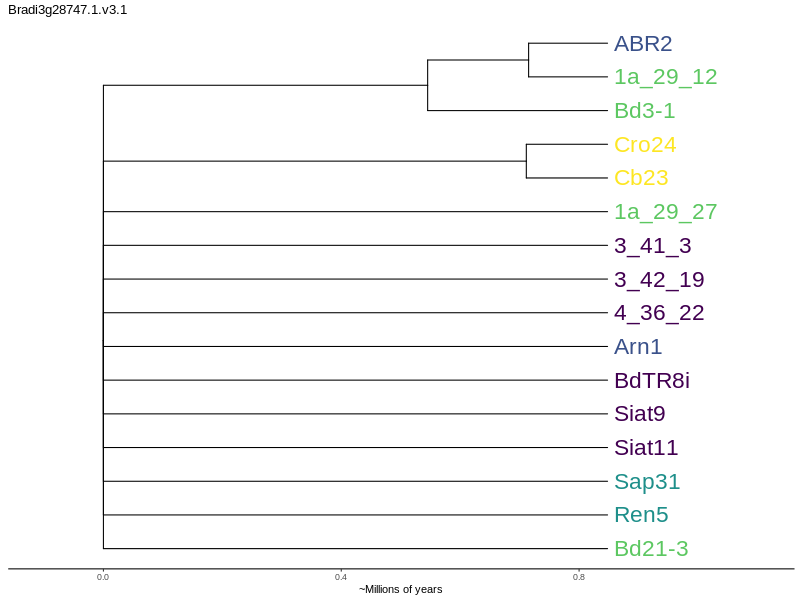 Bradi3g28747.1.v3.1
ABR2
1a_29_12
Bd3-1
Cro24
Cb23
1a_29_27
3_41_3
3_42_19
4_36_22
Arn1
BdTR8i
Siat9
Siat11
Sap31
Ren5
Bd21-3
0.0 0.4 0.8
~Millions of years